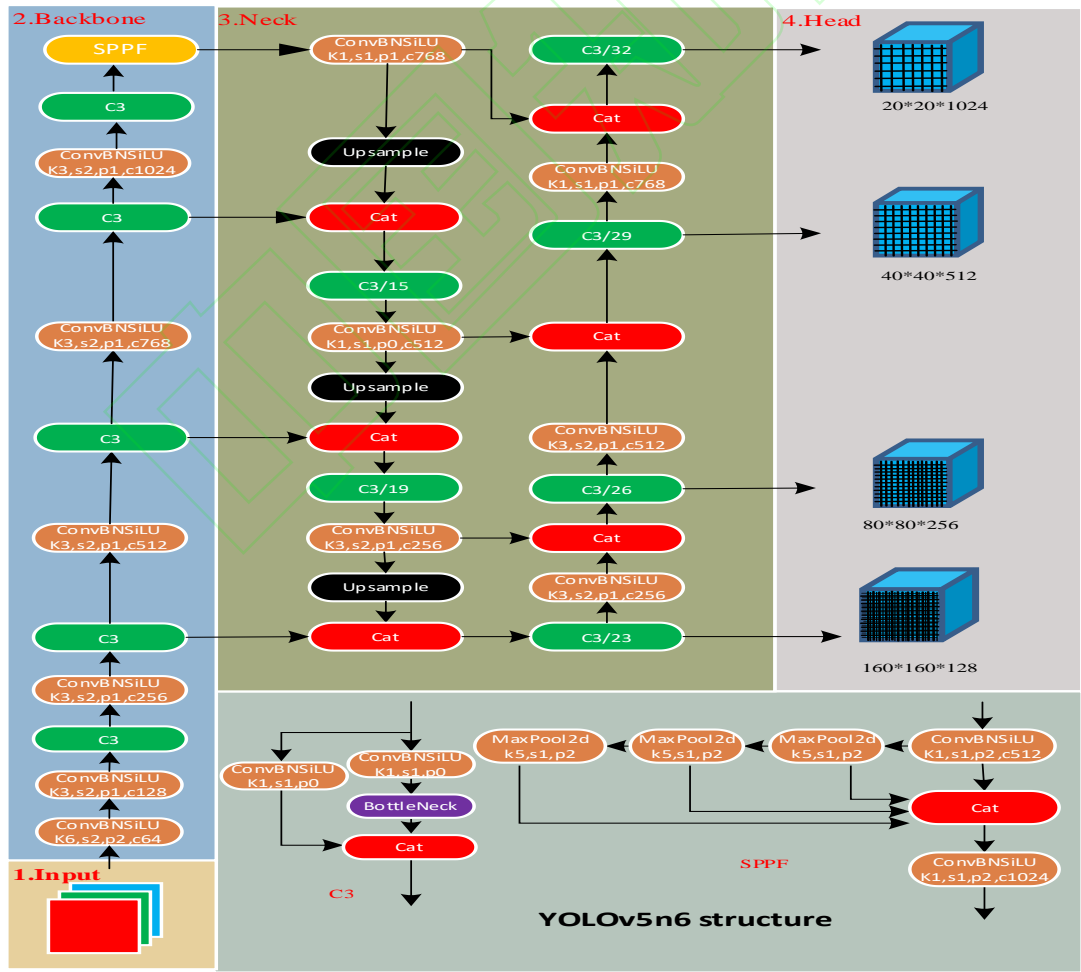 2.Backbone
SPPF
C3
ConvBNSiLU
K3,s2,p1,c1024
C3
ConvBNSiLU
K3,s2,p1,c768
C3
ConvBNSiLU
K3,s2,p1,c512
C3
ConvBNSiLU
K3,s2,p1,c256
C3
ConvBNSiLU
K3,s2,p1,c128
ConvBNSiLU
K6,s2,p2,c64
1.Input
3.Neck
ConvBNSiLU
K1,s1,p1,c768
Upsample
Cat
C3/15
ConvBNSiLU
K1,s1,p0,c512
Upsample
Cat
C3/19
ConvBNSiLU
K3,s2,p1,c256
Upsample
Cat
C3/32
Cat
ConvBNSiLU
K1,s1,p1,c768
C3/29
Cat
ConvBNSiLU
K3,s2,p1,c512
C3/26
Cat
ConvBNSiLU
K3,s2,p1,c256
C3/23
4.Head
20*20*1024
40*40*512
80*80*256
160*160*128
ConvBNSiLU
K1,s1,p0
ConvBNSiLU
K1,s1,p0
BottleNeck
Cat
C3
MaxPool2d
k5,s1,p2
MaxPool2d
k5,s1,p2
MaxPool2d
k5,s1,p2
ConvBNSiLU
K1,s1,p2,c512
Cat
SPPF
ConvBNSiLU
K1,s1,p2,c1024
YOLOv5n6 structure